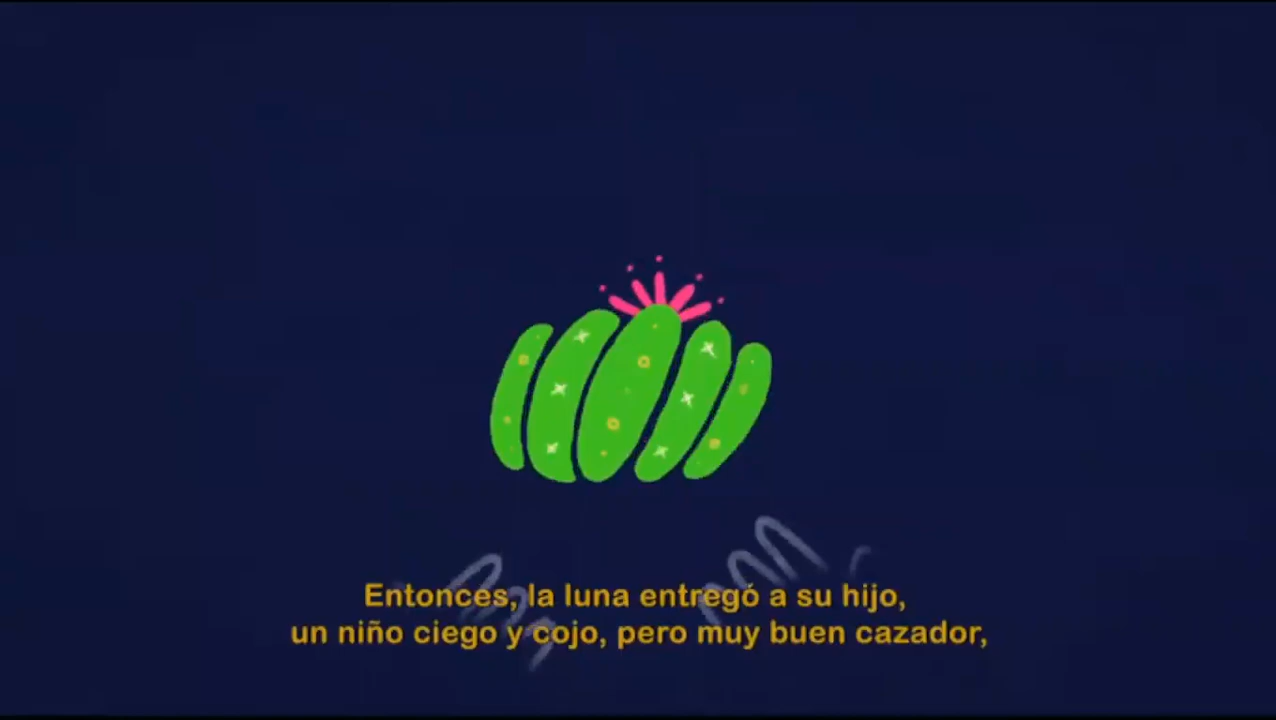 Entonces, la luna entregó a su hijo,
un niño ciego y cojo, pero muy buen cazador,